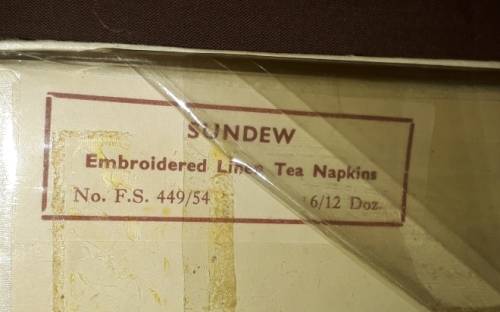 SUNDEW
Embroidered Linen Tea Napkins
No. F.S. 449/54 6/12 Doz.